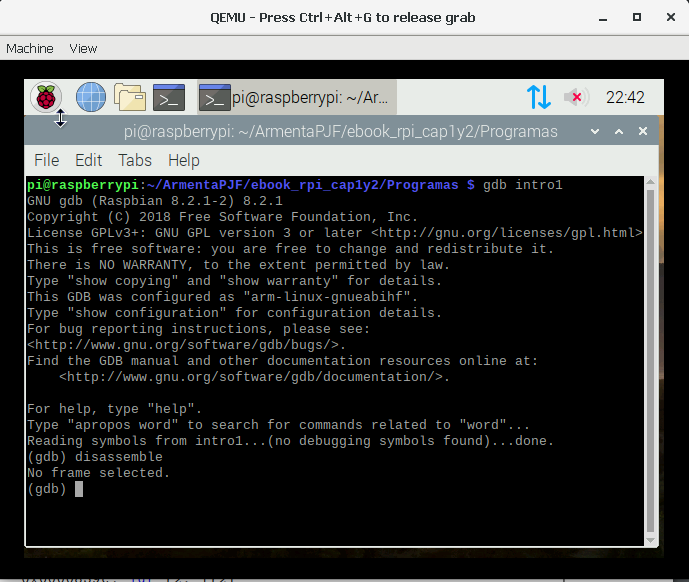 QEMU - Press Ctrl+Alt+G to release grab
Machine View
pi@raspberrypi: ~/Ar...
22:42
pi@raspberrypi: ~/ArmentaPJF/ebook_rpi_cap1y2/Programas
File Edit Tabs Help
pi@raspberrypi:~/ArmentaPJF/ebook_rpi_cap1y2/Programas $ gdb intro1
GNU gdb (Raspbian 8.2.1-2) 8.2.1
Copyright (C) 2018 Free Software Foundation, Inc.
License GPLv3+: GNU GPL version 3 or later <http://gnu.org/licenses/gpl.html>
This is free software: you are free to change and redistribute it.
There is NO WARRANTY, to the extent permitted by law.
Type "show copying" and "show warranty" for details.
This GDB was configured as "arm-linux-gnueabihf".
Type "show configuration" for configuration details.
For bug reporting instructions, please see:
<http://www.gnu.org/software/gdb/bugs/>.
Find the GDB manual and other documentation resources online at:
    <http://www.gnu.org/software/gdb/documentation/>.
For help, type "help".
Type "apropos word" to search for commands related to "word"...
Reading symbols from intro1...(no debugging symbols found)...done.
(gdb) disassemble
No frame selected.
(gdb)